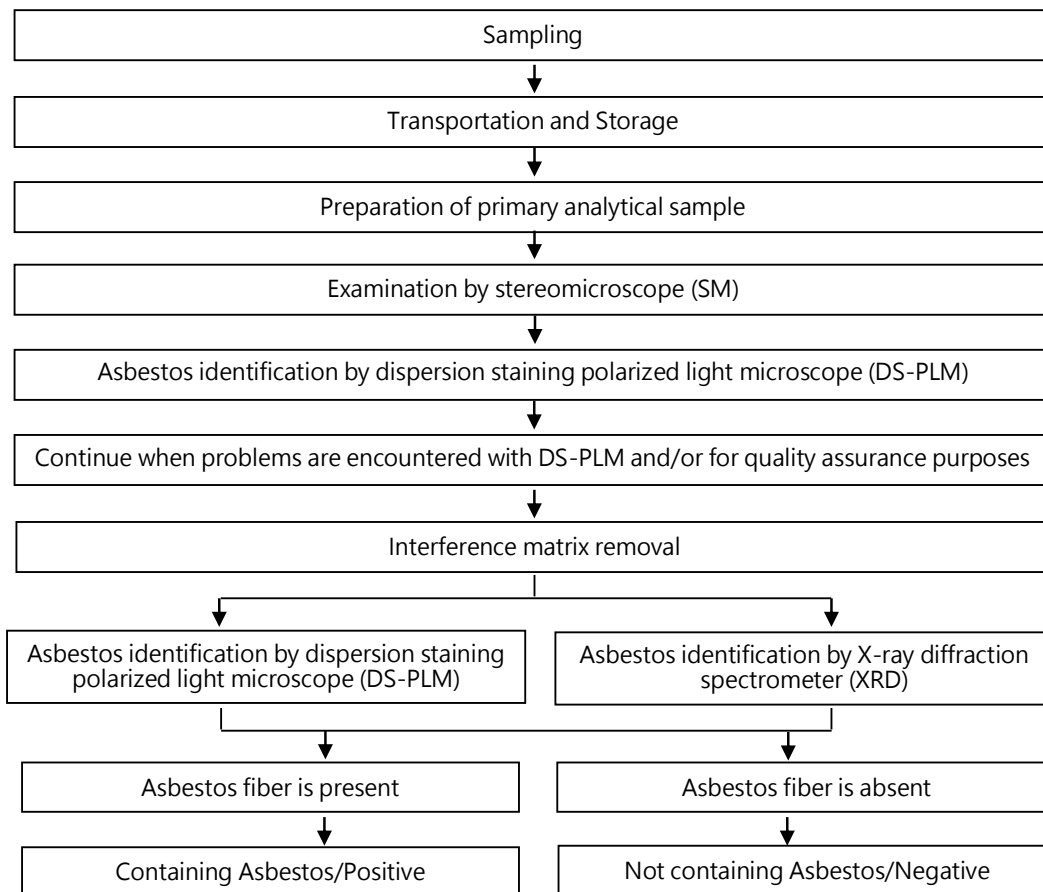 Sampling
Transportation and Storage
Preparation of primary analytical sample
Examination by stereomicroscope (SM)
Asbestos identification by dispersion staining polarized light microscope (DS-PLM)
Continue when problems are encountered with DS-PLM and/or for quality assurance purposes
Interference matrix removal
Asbestos identification by dispersion staining
polarized light microscope (DS-PLM)
Asbestos identification by X-ray diffraction
spectrometer (XRD)
Asbestos fiber is present
Asbestos fiber is absent
Containing Asbestos/Positive
Not containing Asbestos/Negative